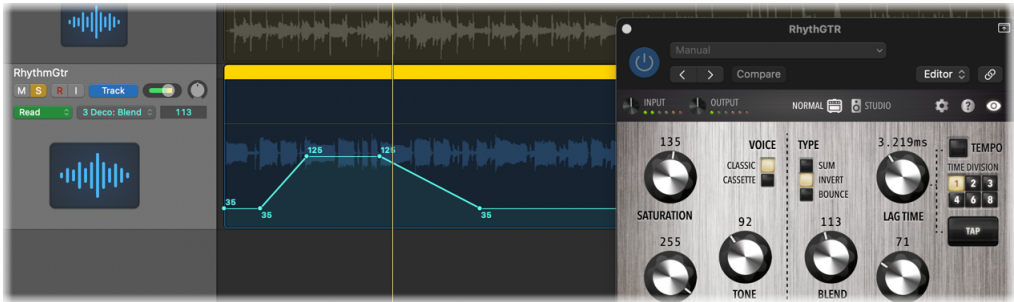 RhythmGtr
M S R I Track
Read 3 Deco: Blend 113
35
35
125
125
35
RhythGTR
Manual
Compare
Editor
INPUT
OUTPUT
NORMAL
STUDIO
135
SATURATION
255
VOICE
CLASSIC
CASSETTE
92
TONE
TYPE
SUM
INVERT
BOUNCE
113
BLEND
3.219ms
LAG TIME
71
TEMPO
TIME DIVISION
1 2 3
4 6 8
TAP